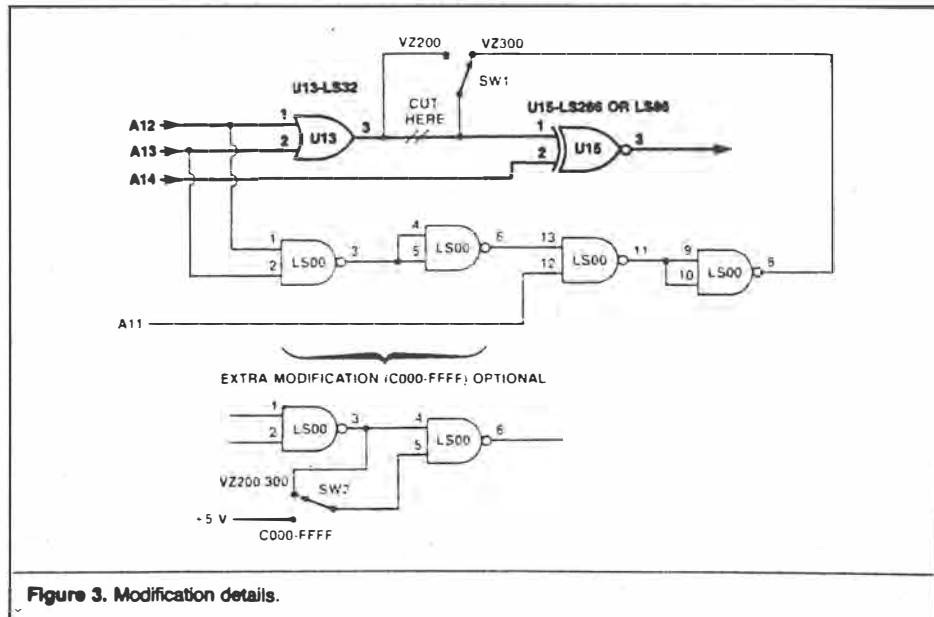 VZ200 VZ300
SW1
U13-LS32
CUT
HERE
U15-LS266 OR LS86
A12 1 3 1 3
A13 2 U13 2 U15
A14
1 3 4 6 13 11 9 8
2 LS00 5 LS00 12 LS00 10 LS00
A11
EXTRA MODIFICATION (C000-FFFF) OPTIONAL
1 3 4 6
2 LS00 5 LS00
VZ200 300 SW2
+5 V
C000-FFFF
Figure 3. Modification details.